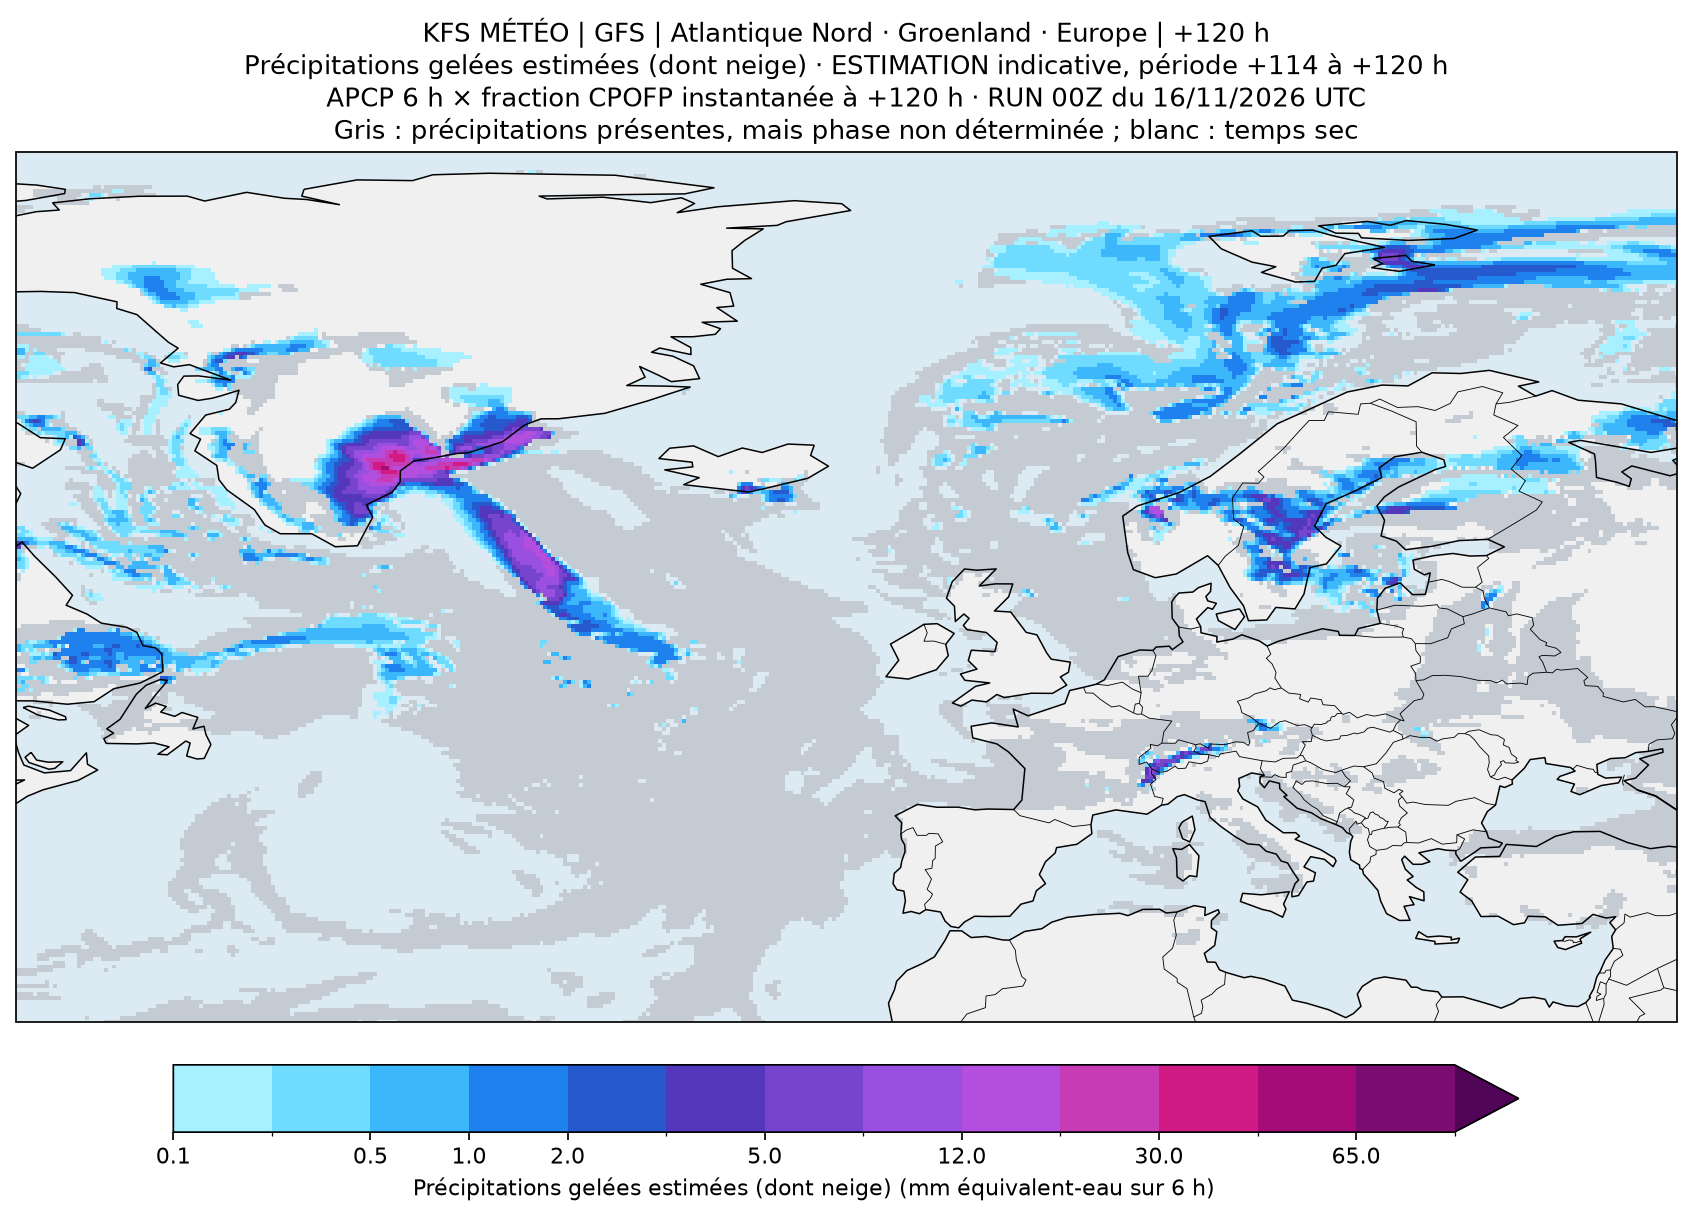 KFS MÉTÉO | GFS | Atlantique Nord · Groenland · Europe | +120 h
Précipitations gelées estimées (dont neige) · ESTIMATION indicative, période +114 à +120 h
APCP 6 h × fraction CPOFP instantanée à +120 h · RUN 00Z du 16/11/2026 UTC
Gris : précipitations présentes, mais phase non déterminée ; blanc : temps sec
0.1 0.5 1.0 2.0 5.0 12.0 30.0 65.0
Précipitations gelées estimées (dont neige) (mm équivalent-eau sur 6 h)